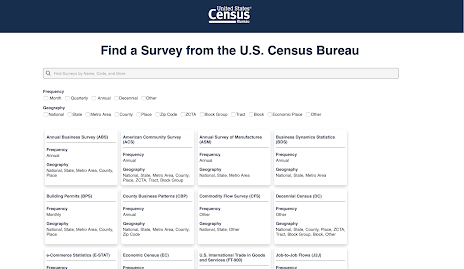 United States®
Census
Bureau
Find a Survey from the U.S. Census Bureau
Find Surveys by Name, Code, and More
Frequency
Month Quarterly Annual Decennial Other
Geography
National State Metro Area County Place Zip Code ZCTA Block Group Tract Block Economic Place Other
Annual Business Survey (ABS)
Frequency
Annual
Geography
National, State, Metro Area, County,
Place
American Community Survey
(ACS)
Frequency
Annual
Geography
National, State, Metro Area, County,
Place, ZCTA, Tract, Block Group
Annual Survey of Manufactures
(ASM)
Frequency
Annual
Geography
National, State, Metro Area
Business Dynamics Statistics
(BDS)
Frequency
Annual
Geography
National, State, Metro Area
Building Permits (BPS)
Frequency
Monthly
Geography
National, State, Metro Area, County,
Place
County Business Patterns (CBP)
Frequency
Annual
Geography
National, State, Metro Area, County,
Zip Code
Commodity Flow Survey (CFS)
Frequency
Other
Geography
National, State, Metro Area
Decennial Census (DC)
Frequency
Other
Geography
National, State, County, Place, ZCTA,
Tract, Block Group, Block, Other
e-Commerce Statistics (E-STAT)
Frequency
Economic Census (EC)
Frequency
U.S. International Trade in Goods
and Services (FT-900)
Frequency
Job-to-Job Flows (J2J)
Frequency